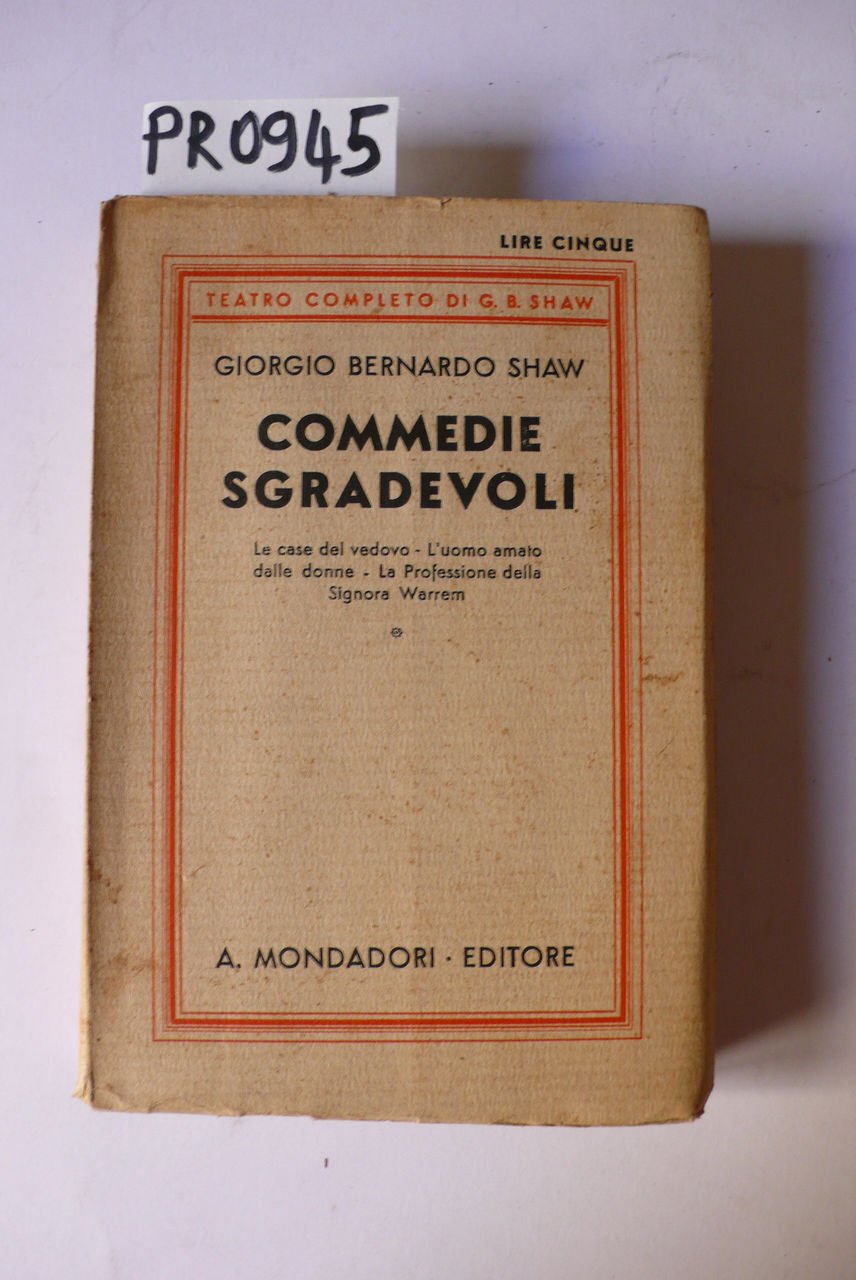 PR0945
LIRE CINQUE
TEATRO COMPLETO DI G. B. SHAW
GIORGIO BERNARDO SHAW
COMMEDIE
SGRADEVOLI
Le case del vedovo - L'uomo amato
dalle donne - La Professione della
Signora Warrem
A. MONDADORI · EDITORE